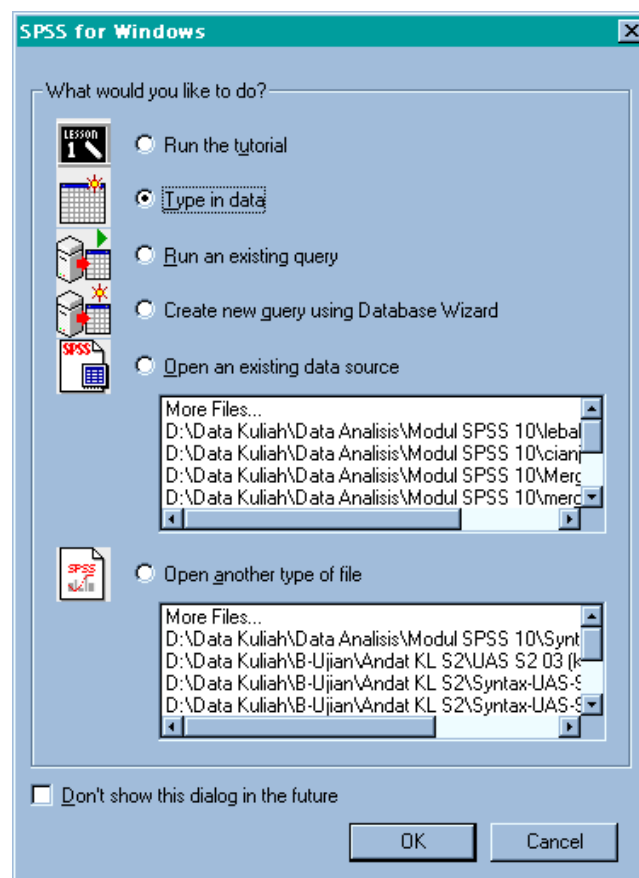 SPSS for Windows
What would you like to do?
LESSON
1
Run the tutorial
Type in data
Run an existing query
Create new query using Database Wizard
SPSS
Open an existing data source
More Files...
D:\Data Kuliah\Data Analisis\Modul SPSS 10\lebal
D:\Data Kuliah\Data Analisis\Modul SPSS 10\cianj
D:\Data Kuliah\Data Analisis\Modul SPSS 10\Merg
D:\Data Kuliah\Data Analisis\Modul SPSS 10\merg
SPSS
Open another type of file
More Files...
D:\Data Kuliah\Data Analisis\Modul SPSS 10\Synt
D:\Data Kuliah\B-Ujian\Andat KL S2\UAS S2 03 (k
D:\Data Kuliah\B-Ujian\Andat KL S2\Syntax-UAS-S
D:\Data Kuliah\B-Ujian\Andat KL S2\Syntax-UAS-S
Don't show this dialog in the future
OK
Cancel